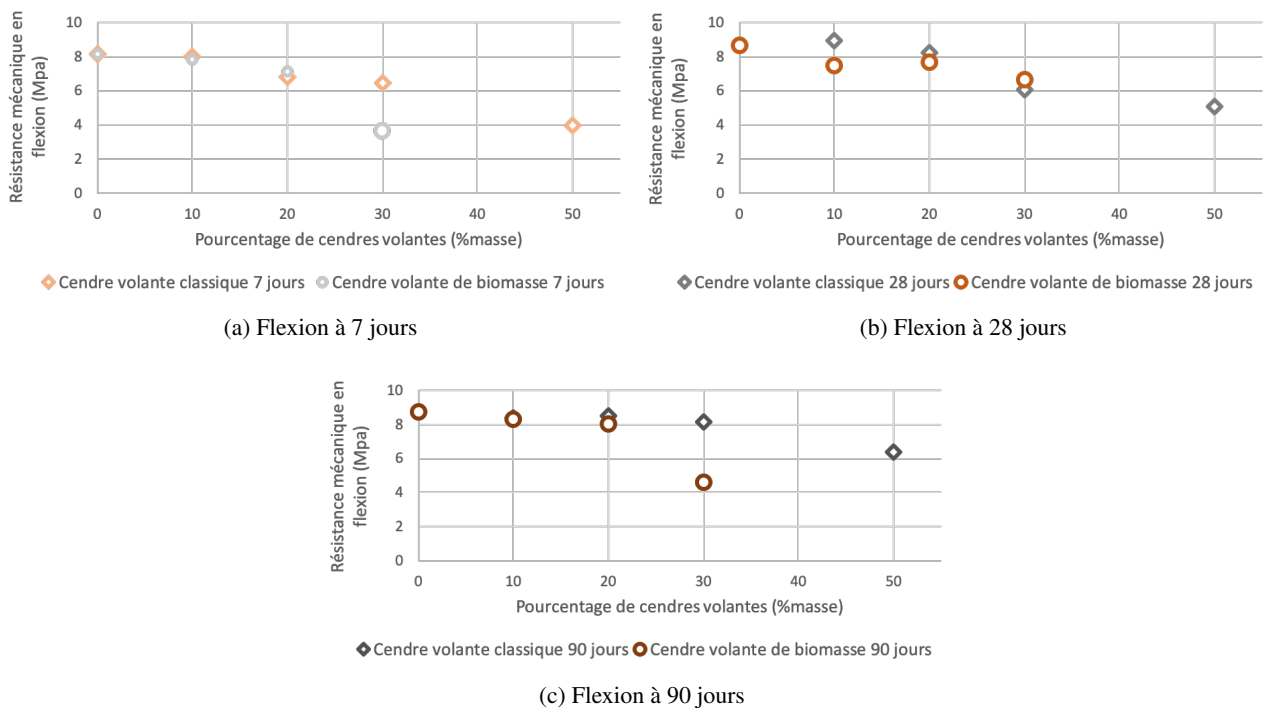 Résistance mécanique en
flexion (Mpa)
10
8
6
4
2
0
0 10 20 30 40 50
Pourcentage de cendres volantes (%masse)
Cendre volante classique 7 jours Cendre volante de biomasse 7 jours
(a) Flexion à 7 jours
Résistance mécanique en
flexion (Mpa)
10
8
6
4
2
0
0 10 20 30 40 50
Pourcentage de cendres volantes (%masse)
Cendre volante classique 28 jours Cendre volante de biomasse 28 jours
(b) Flexion à 28 jours
Résistance mécanique en
flexion (Mpa)
10
8
6
4
2
0
0 10 20 30 40 50
Pourcentage de cendres volantes (%masse)
Cendre volante classique 90 jours Cendre volante de biomasse 90 jours
(c) Flexion à 90 jours